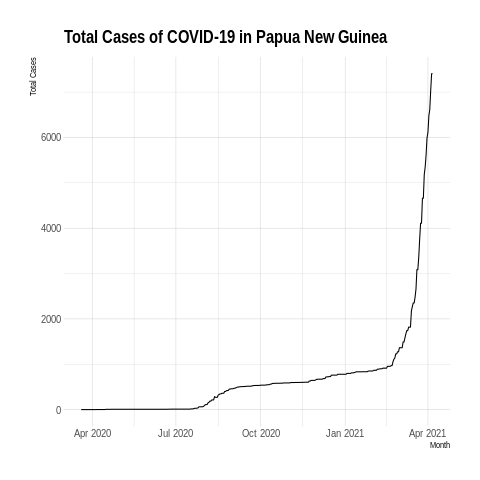 Total Cases of COVID-19 in Papua New Guinea
Total Cases
6000
4000
2000
0
Apr 2020 Jul 2020 Oct 2020 Jan 2021 Apr 2021
Month